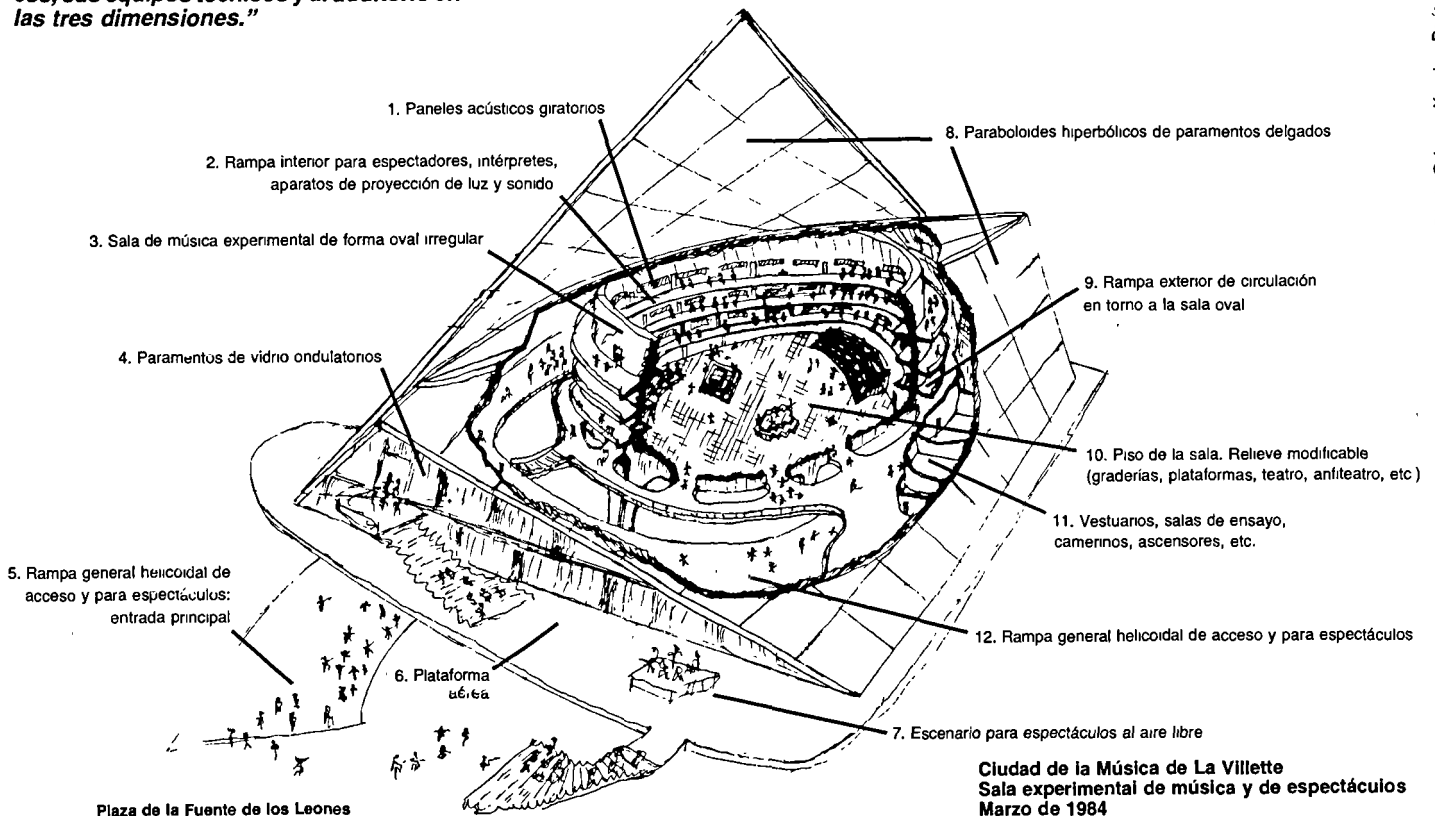 las tres dimensiones."
1. Paneles acústicos giratorios
2. Rampa interior para espectadores, intérpretes,
aparatos de proyección de luz y sonido
3. Sala de música experimental de forma oval irregular
4. Paramentos de vidrio ondulatorios
5. Rampa general helicoidal de
acceso y para espectáculos:
entrada principal
6. Plataforma
7. Escenario para espectáculos al aire libre
8. Paraboloides hiperbólicos de paramentos delgados
9. Rampa exterior de circulación
en torno a la sala oval
10. Piso de la sala. Relieve modificable
(graderías, plataformas, teatro, anfiteatro, etc)
11. Vestuarios, salas de ensayo,
camerinos, ascensores, etc.
12. Rampa general helicoidal de acceso y para espectáculos
Plaza de la Fuente de los Leones
Ciudad de la Música de La Villette
Sala experimental de música y de espectáculos
Marzo de 1984